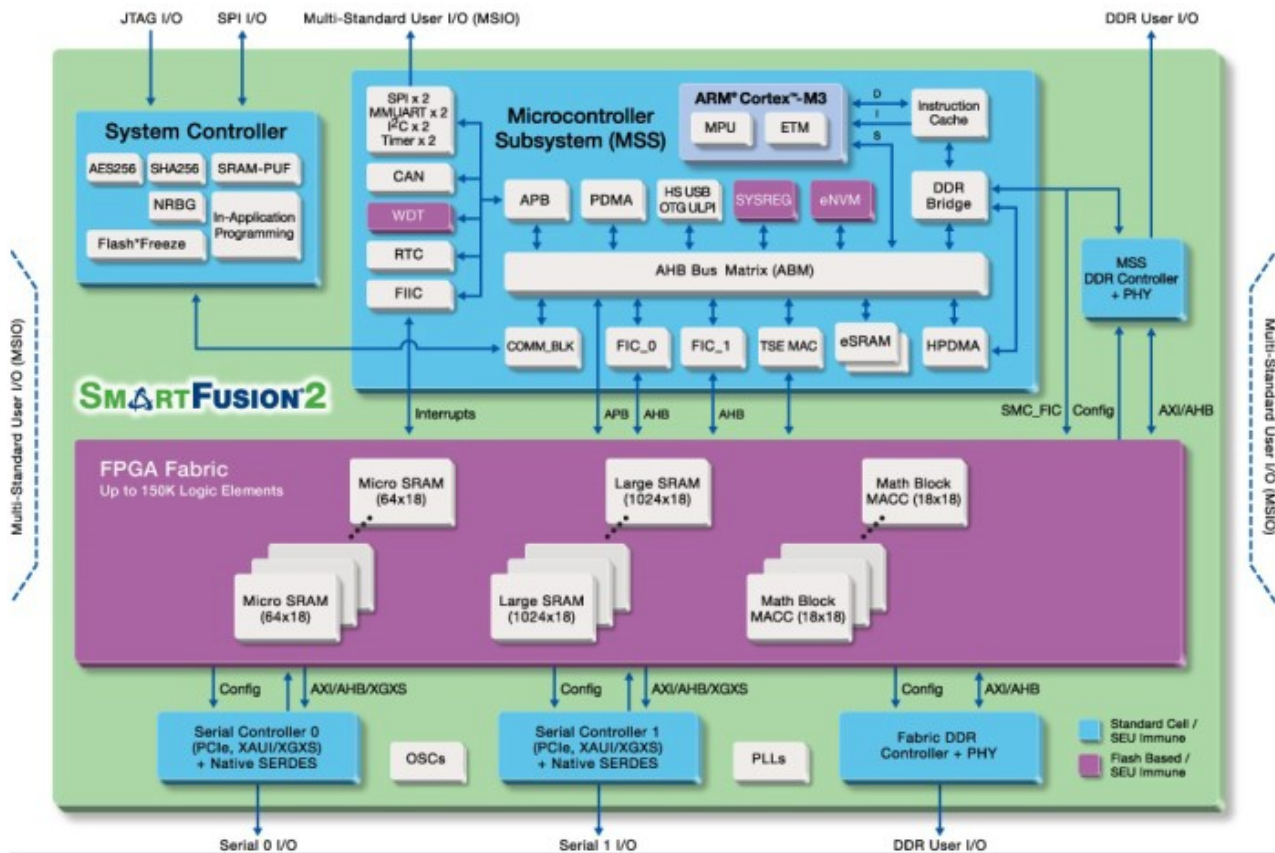 JTAG I/O
SPI I/O
Multi-Standard User I/O (MSIO)
DDR User I/O
System Controller
AES256
SHA256
SRAM-PUF
NRBG
In-Application
Programming
Flash*Freeze
SPI x 2
MMUART x 2
I²C x 2
Timer x 2
CAN
WDT
RTC
FIIC
Microcontroller
Subsystem (MSS)
ARM® Cortex™-M3
MPU
ETM
D
I
S
Instruction
Cache
DDR
Bridge
APB
PDMA
HS USB
OTG ULPI
SYSREG
eNVM
AHB Bus Matrix (ABM)
COMM_BLK
FIC_0
FIC_1
TSE MAC
eSRAM
HPDMA
MSS
DDR Controller
+ PHY
Multi-Standard User I/O (MSIO)
Multi-Standard User I/O (MSIO)
SMARTFUSION®2
Interrupts
APB
AHB
AHB
SMC_FIC
Config
AXI/AHB
FPGA Fabric
Up to 150K Logic Elements
Micro SRAM
(64x18)
Large SRAM
(1024x18)
Math Block
MACC (18x18)
Micro SRAM
(64x18)
Large SRAM
(1024x18)
Math Block
MACC (18x18)
Config
AXI/AHB/XGXS
Config
AXI/AHB/XGXS
Config
AXI/AHB
Serial Controller 0
(PCIe, XAUI/XGXS)
+ Native SERDES
OSCs
Serial Controller 1
(PCIe, XAUI/XGXS)
+ Native SERDES
PLLs
Fabric DDR
Controller + PHY
Standard Cell /
SEU Immune
Flash Based /
SEU Immune
Serial 0 I/O
Serial 1 I/O
DDR User I/O